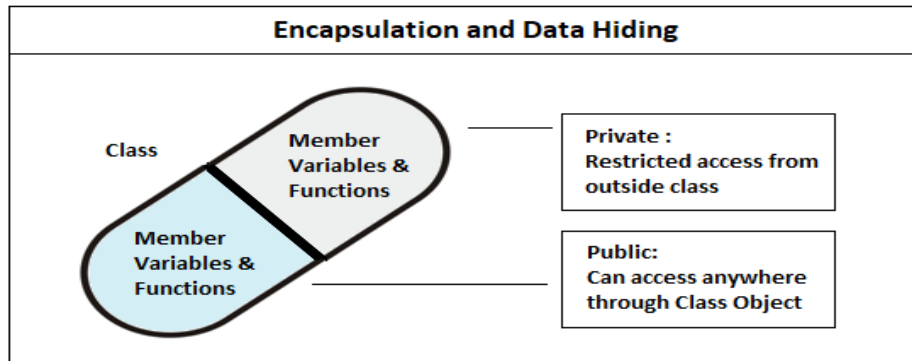 Encapsulation and Data Hiding
Class
Member
Variables &
Functions
Member
Variables &
Functions
Private :
Restricted access from
outside class
Public:
Can access anywhere
through Class Object